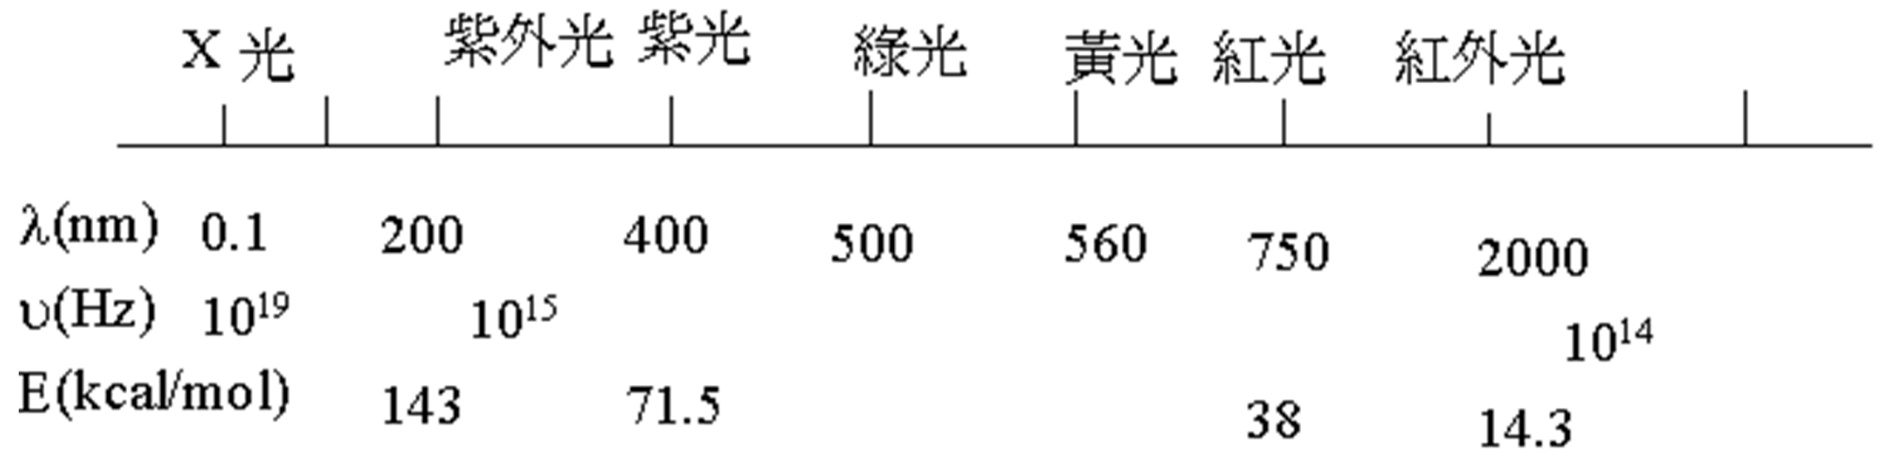 X 光 紫外光 紫光 綠光 黃光 紅光 紅外光
λ(nm) 0.1 200 400 500 560 750 2000
υ(Hz) 10¹⁹ 10¹⁵ 10¹⁴
E(kcal/mol) 143 71.5 38 14.3